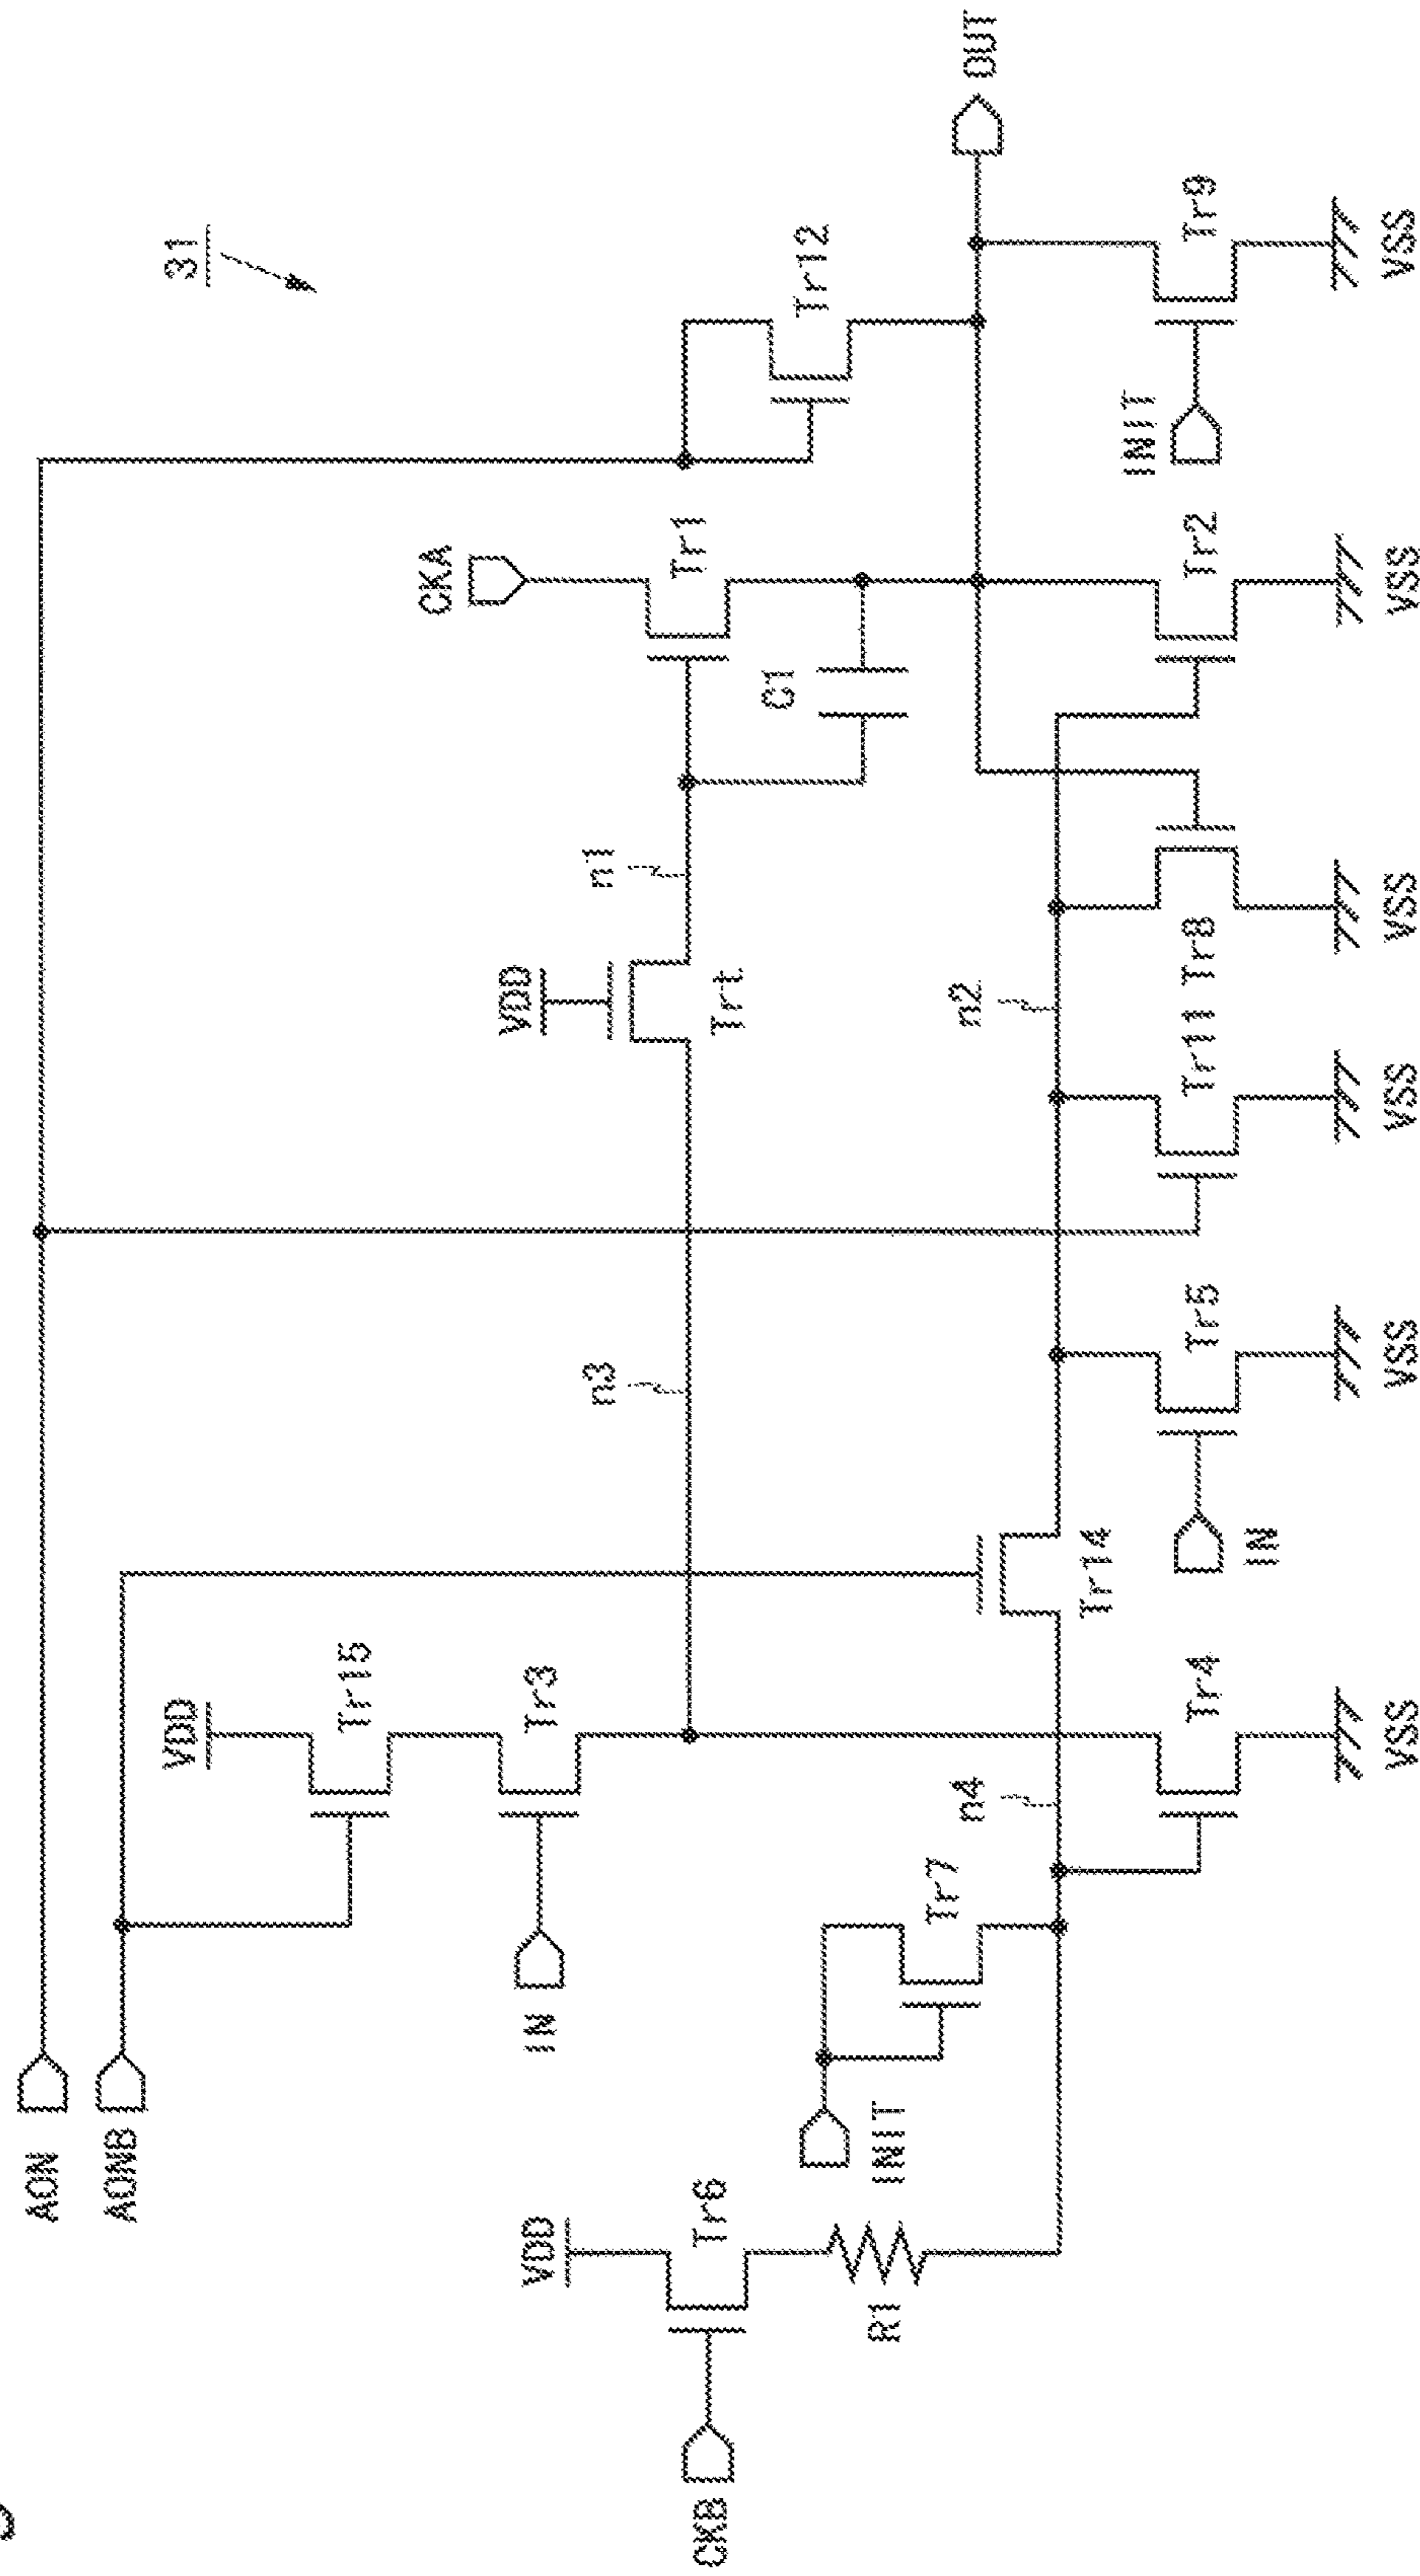 31
AON
AONB
VDD
Tr15
IN
Tr3
n3
VDD
Trt
n1
CKA
Tr1
C1
Tr12
OUT
CKB
VDD
Tr6
R1
INIT
Tr7
n4
Tr14
n2
Tr4
VSS
IN
Tr5
VSS
Tr11
VSS
Tr8
VSS
Tr2
VSS
INIT
Tr9
VSS